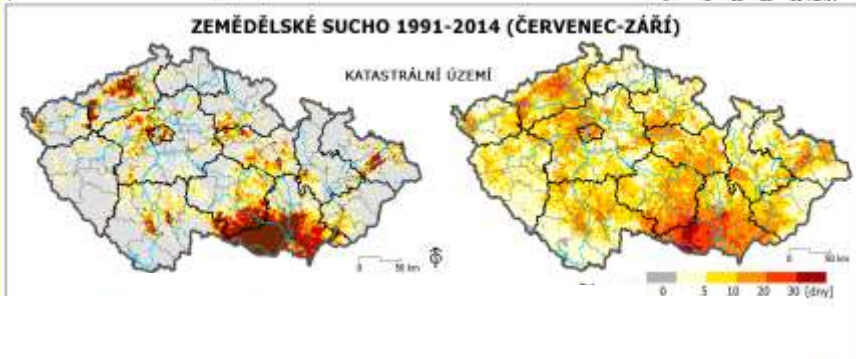 ZEMĚDĚLSKÉ SUCHO 1991-2014 (ČERVENEC-ZÁŘÍ)
KATASTRÁLNÍ ÚZEMÍ
0 50 km
0 50 km
0 5 10 20 30 [dny]